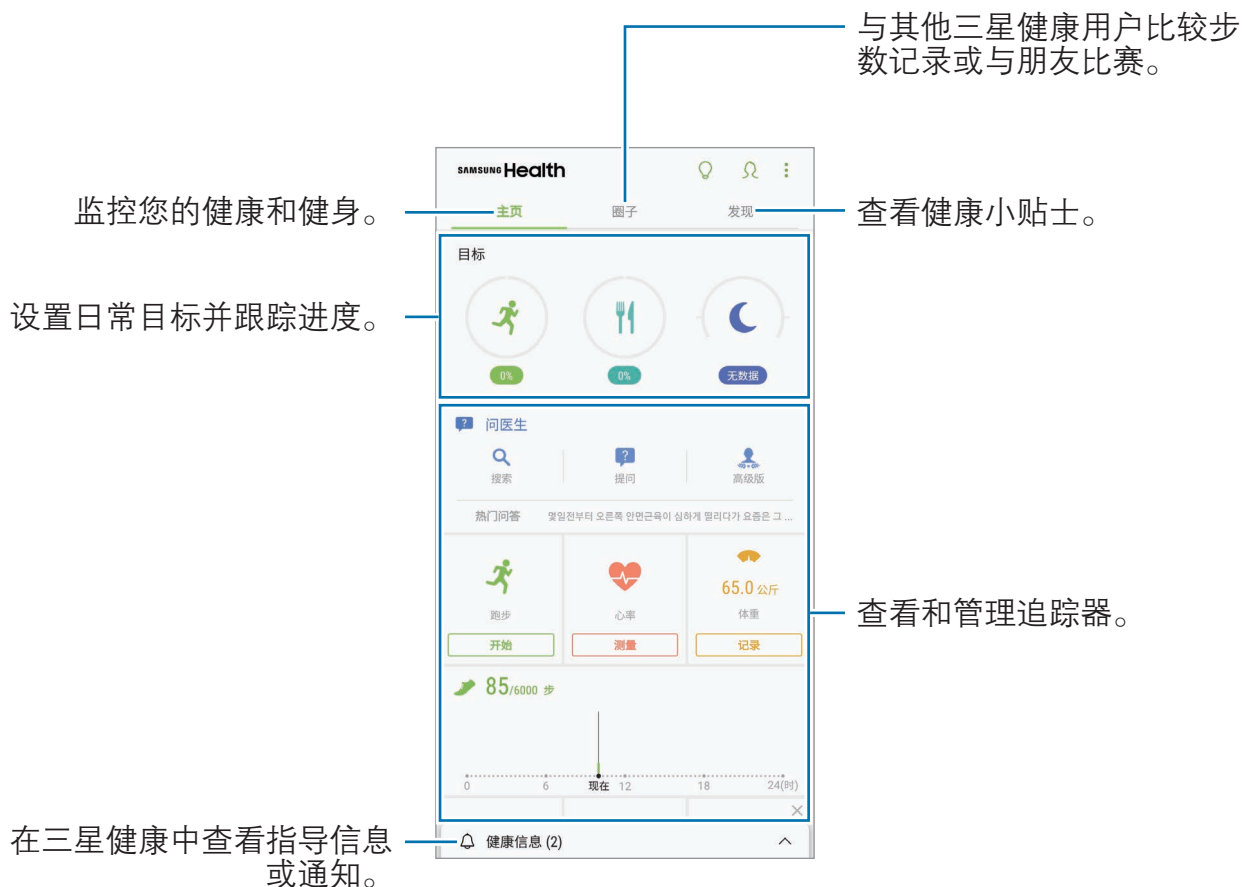 与其他三星健康用户比较步
数记录或与朋友比赛。
SAMSUNG Health
监控您的健康和健身。
主页
圈子
发现
查看健康小贴士。
目标
设置日常目标并跟踪进度。
0%
0%
无数据
问医生
搜索
提问
高级版
热门问答 몇일전부터 오른쪽 안면근육이 심하게 떨리다가 요즘은 그 ...
65.0 公斤
跑步
心率
体重
查看和管理追踪器。
开始
测量
记录
85/6000 步
0 6 现在 12 18 24(时)
在三星健康中查看指导信息
或通知。
健康信息 (2)